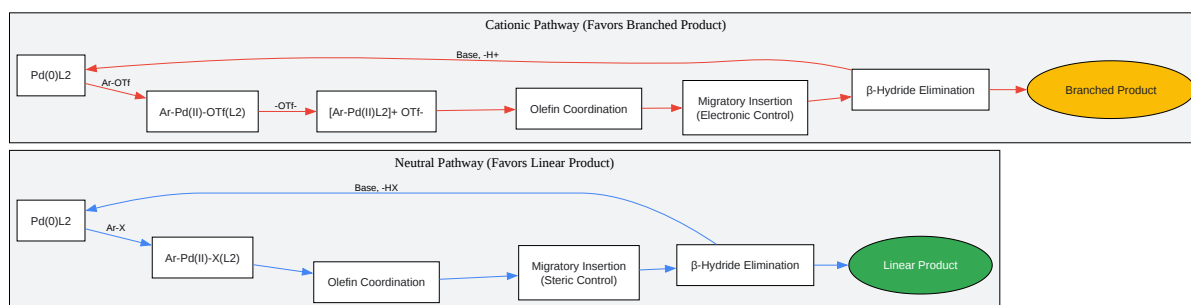 Cationic Pathway (Favors Branched Product)
Base, -H+
Pd(0)L2
Ar-OTf
Ar-Pd(II)-OTf(L2)
-OTf-
[Ar-Pd(II)L2]+ OTf-
Olefin Coordination
Migratory Insertion
(Electronic Control)
β-Hydride Elimination
Branched Product
Neutral Pathway (Favors Linear Product)
Base, -HX
Pd(0)L2
Ar-X
Ar-Pd(II)-X(L2)
Olefin Coordination
Migratory Insertion
(Steric Control)
β-Hydride Elimination
Linear Product